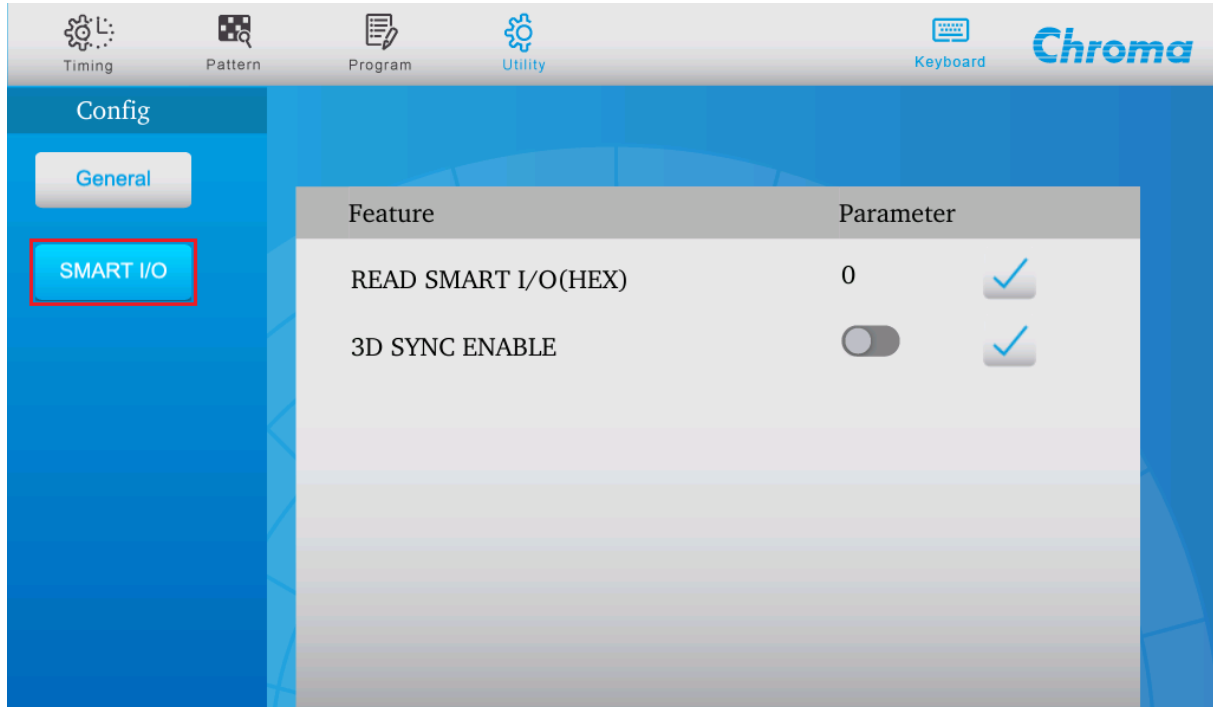 Timing Pattern Program Utility Keyboard Chroma
Config
General
SMART I/O
Feature Parameter
READ SMART I/O(HEX) 0
3D SYNC ENABLE